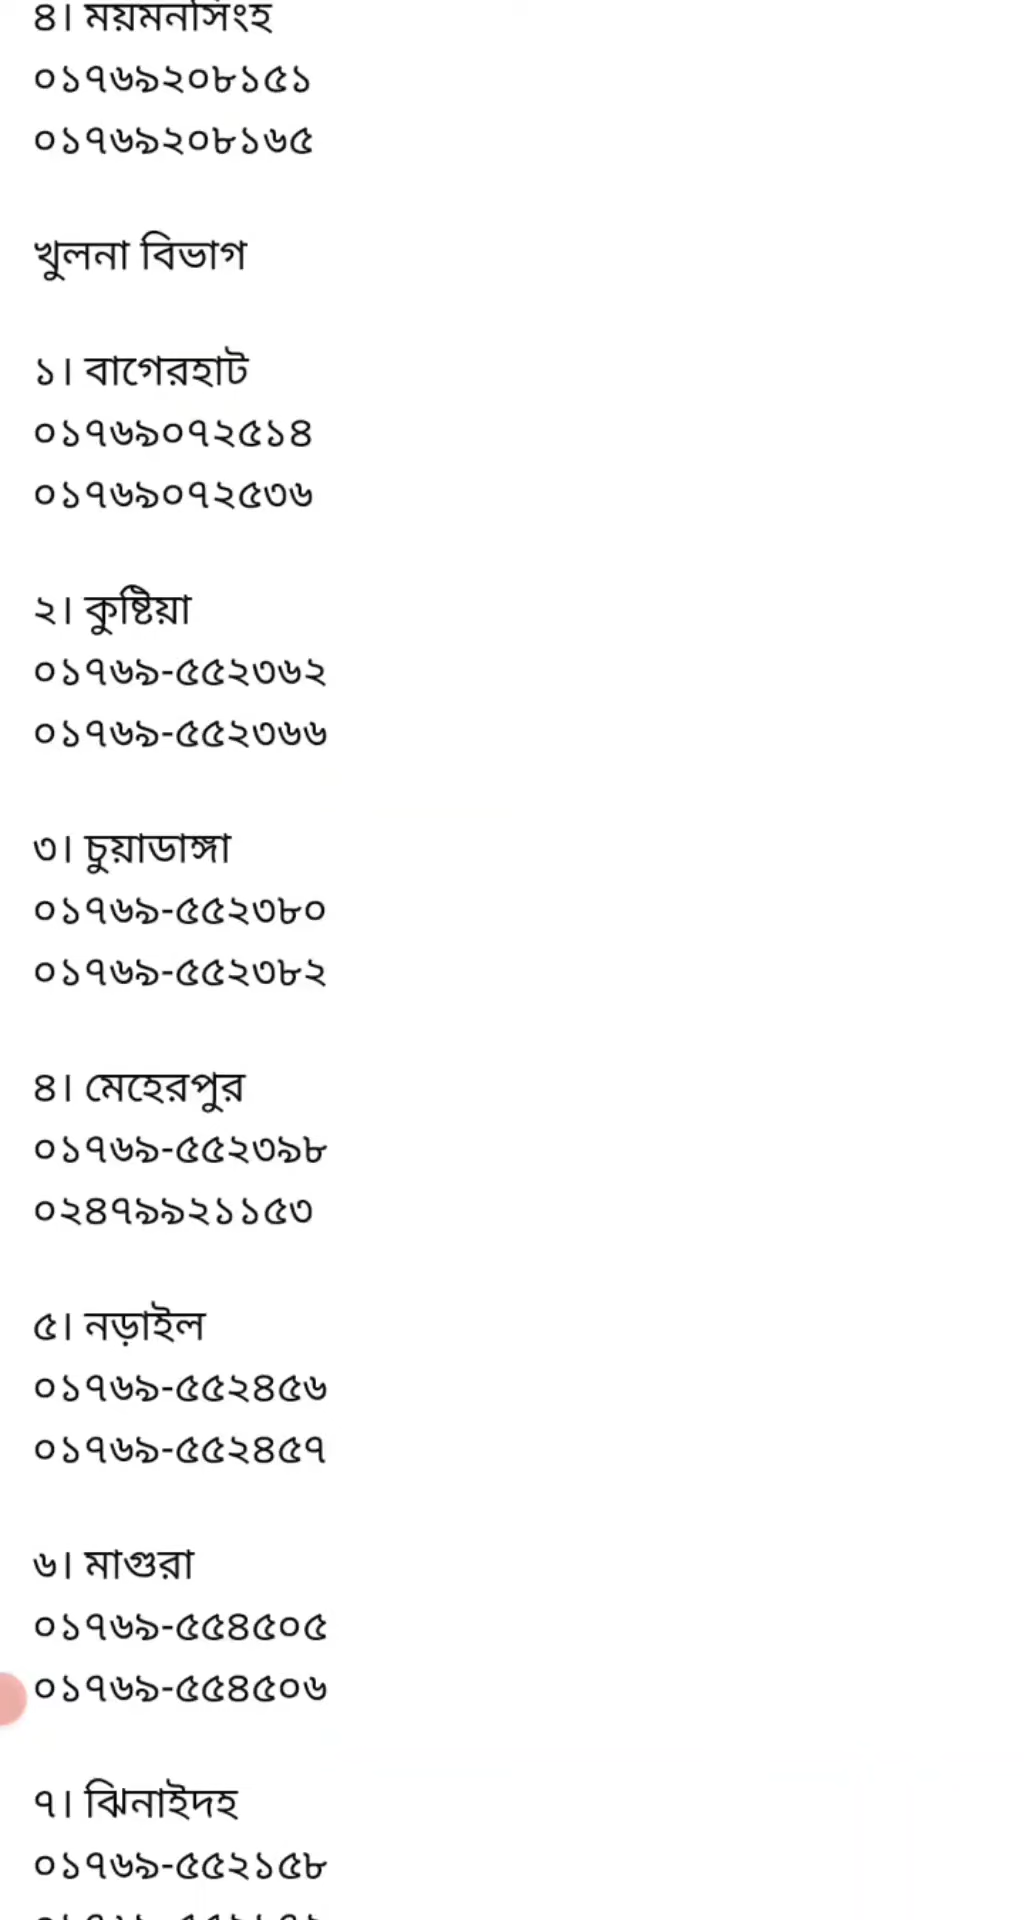 ৪। ময়মনসিংহ
০১৭৬৯২০৮১৫১
০১৭৬৯২০৮১৬৫
খুলনা বিভাগ
১। বাগেরহাট
০১৭৬৯০৭২৫১৪
০১৭৬৯০৭২৫৩৬
২। কুষ্টিয়া
০১৭৬৯-৫৫২৩৬২
০১৭৬৯-৫৫২৩৬৬
৩। চুয়াডাঙ্গা
০১৭৬৯-৫৫২৩৮০
০১৭৬৯-৫৫২৩৮২
৪। মেহেরপুর
০১৭৬৯-৫৫২৩৯৮
০২৪৭৯৯২১১৫৩
৫। নড়াইল
০১৭৬৯-৫৫২৪৫৬
০১৭৬৯-৫৫২৪৫৭
৬। মাগুরা
০১৭৬৯-৫৫৪৫০৫
০১৭৬৯-৫৫৪৫০৬
৭। ঝিনাইদহ
০১৭৬৯-৫৫২১৫৮